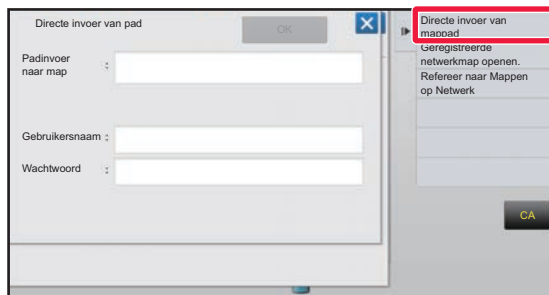 Directe invoer van pad
OK
Padinvoer
naar map :
Gebruikersnaam :
Wachtwoord :
Directe invoer van
mappad
Geregistreerde
netwerkmap openen.
Refereer naar Mappen
op Netwerk
CA